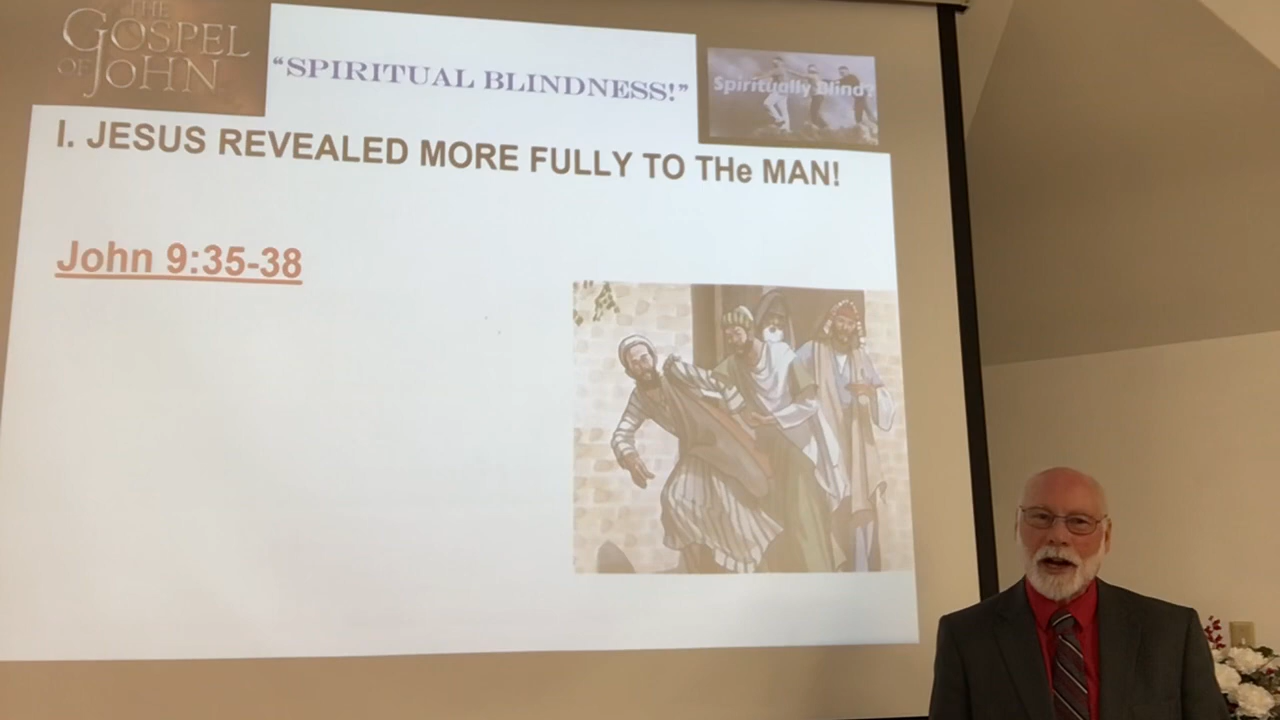 THE
GOSPEL
OF JOHN
“SPIRITUAL BLINDNESS!”
Spiritually Blind?
I. JESUS REVEALED MORE FULLY TO THe MAN!
John 9:35-38